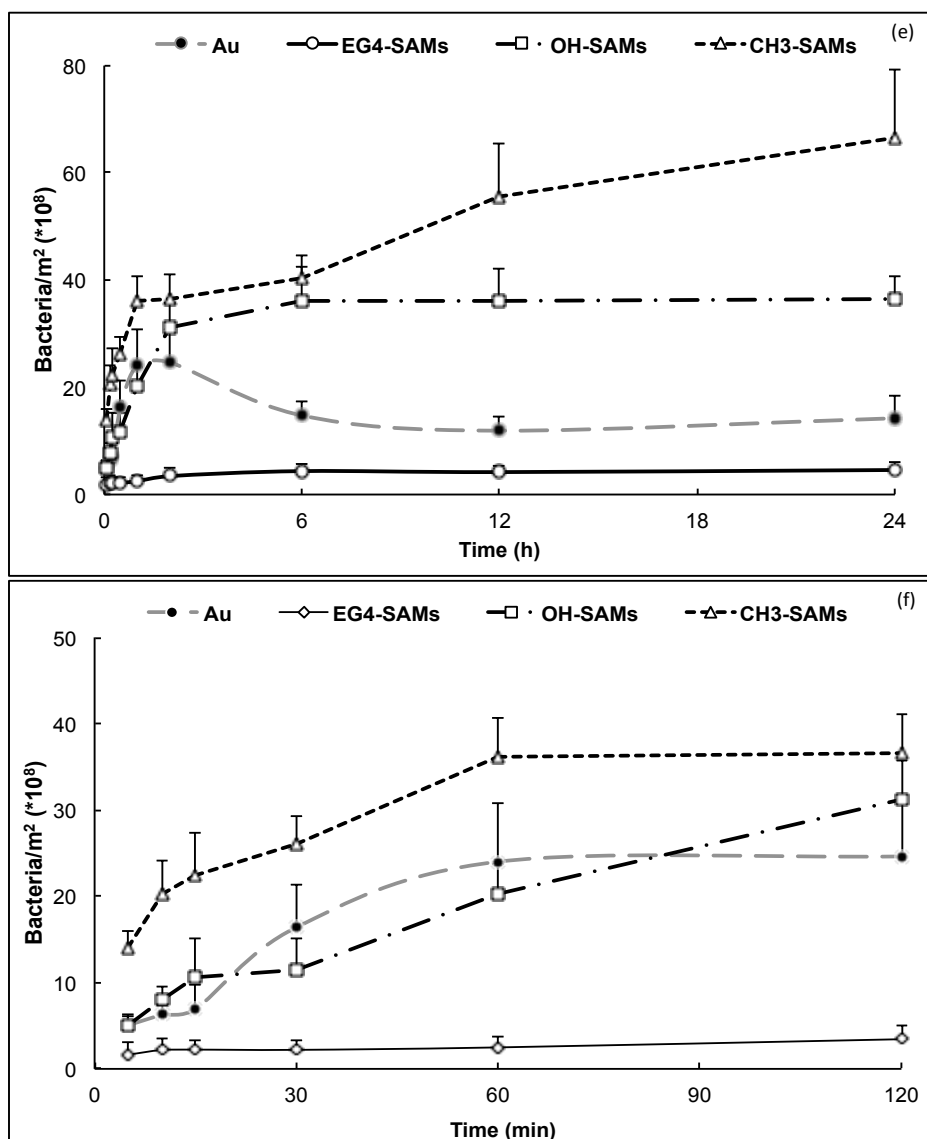 (e)
Au EG4-SAMs OH-SAMs CH3-SAMs
80
60
40
20
0
Bacteria/m² (*10⁸)
0 6 12 18 24
Time (h)
(f)
Au EG4-SAMs OH-SAMs CH3-SAMs
50
40
30
20
10
0
Bacteria/m² (*10⁸)
0 30 60 90 120
Time (min)